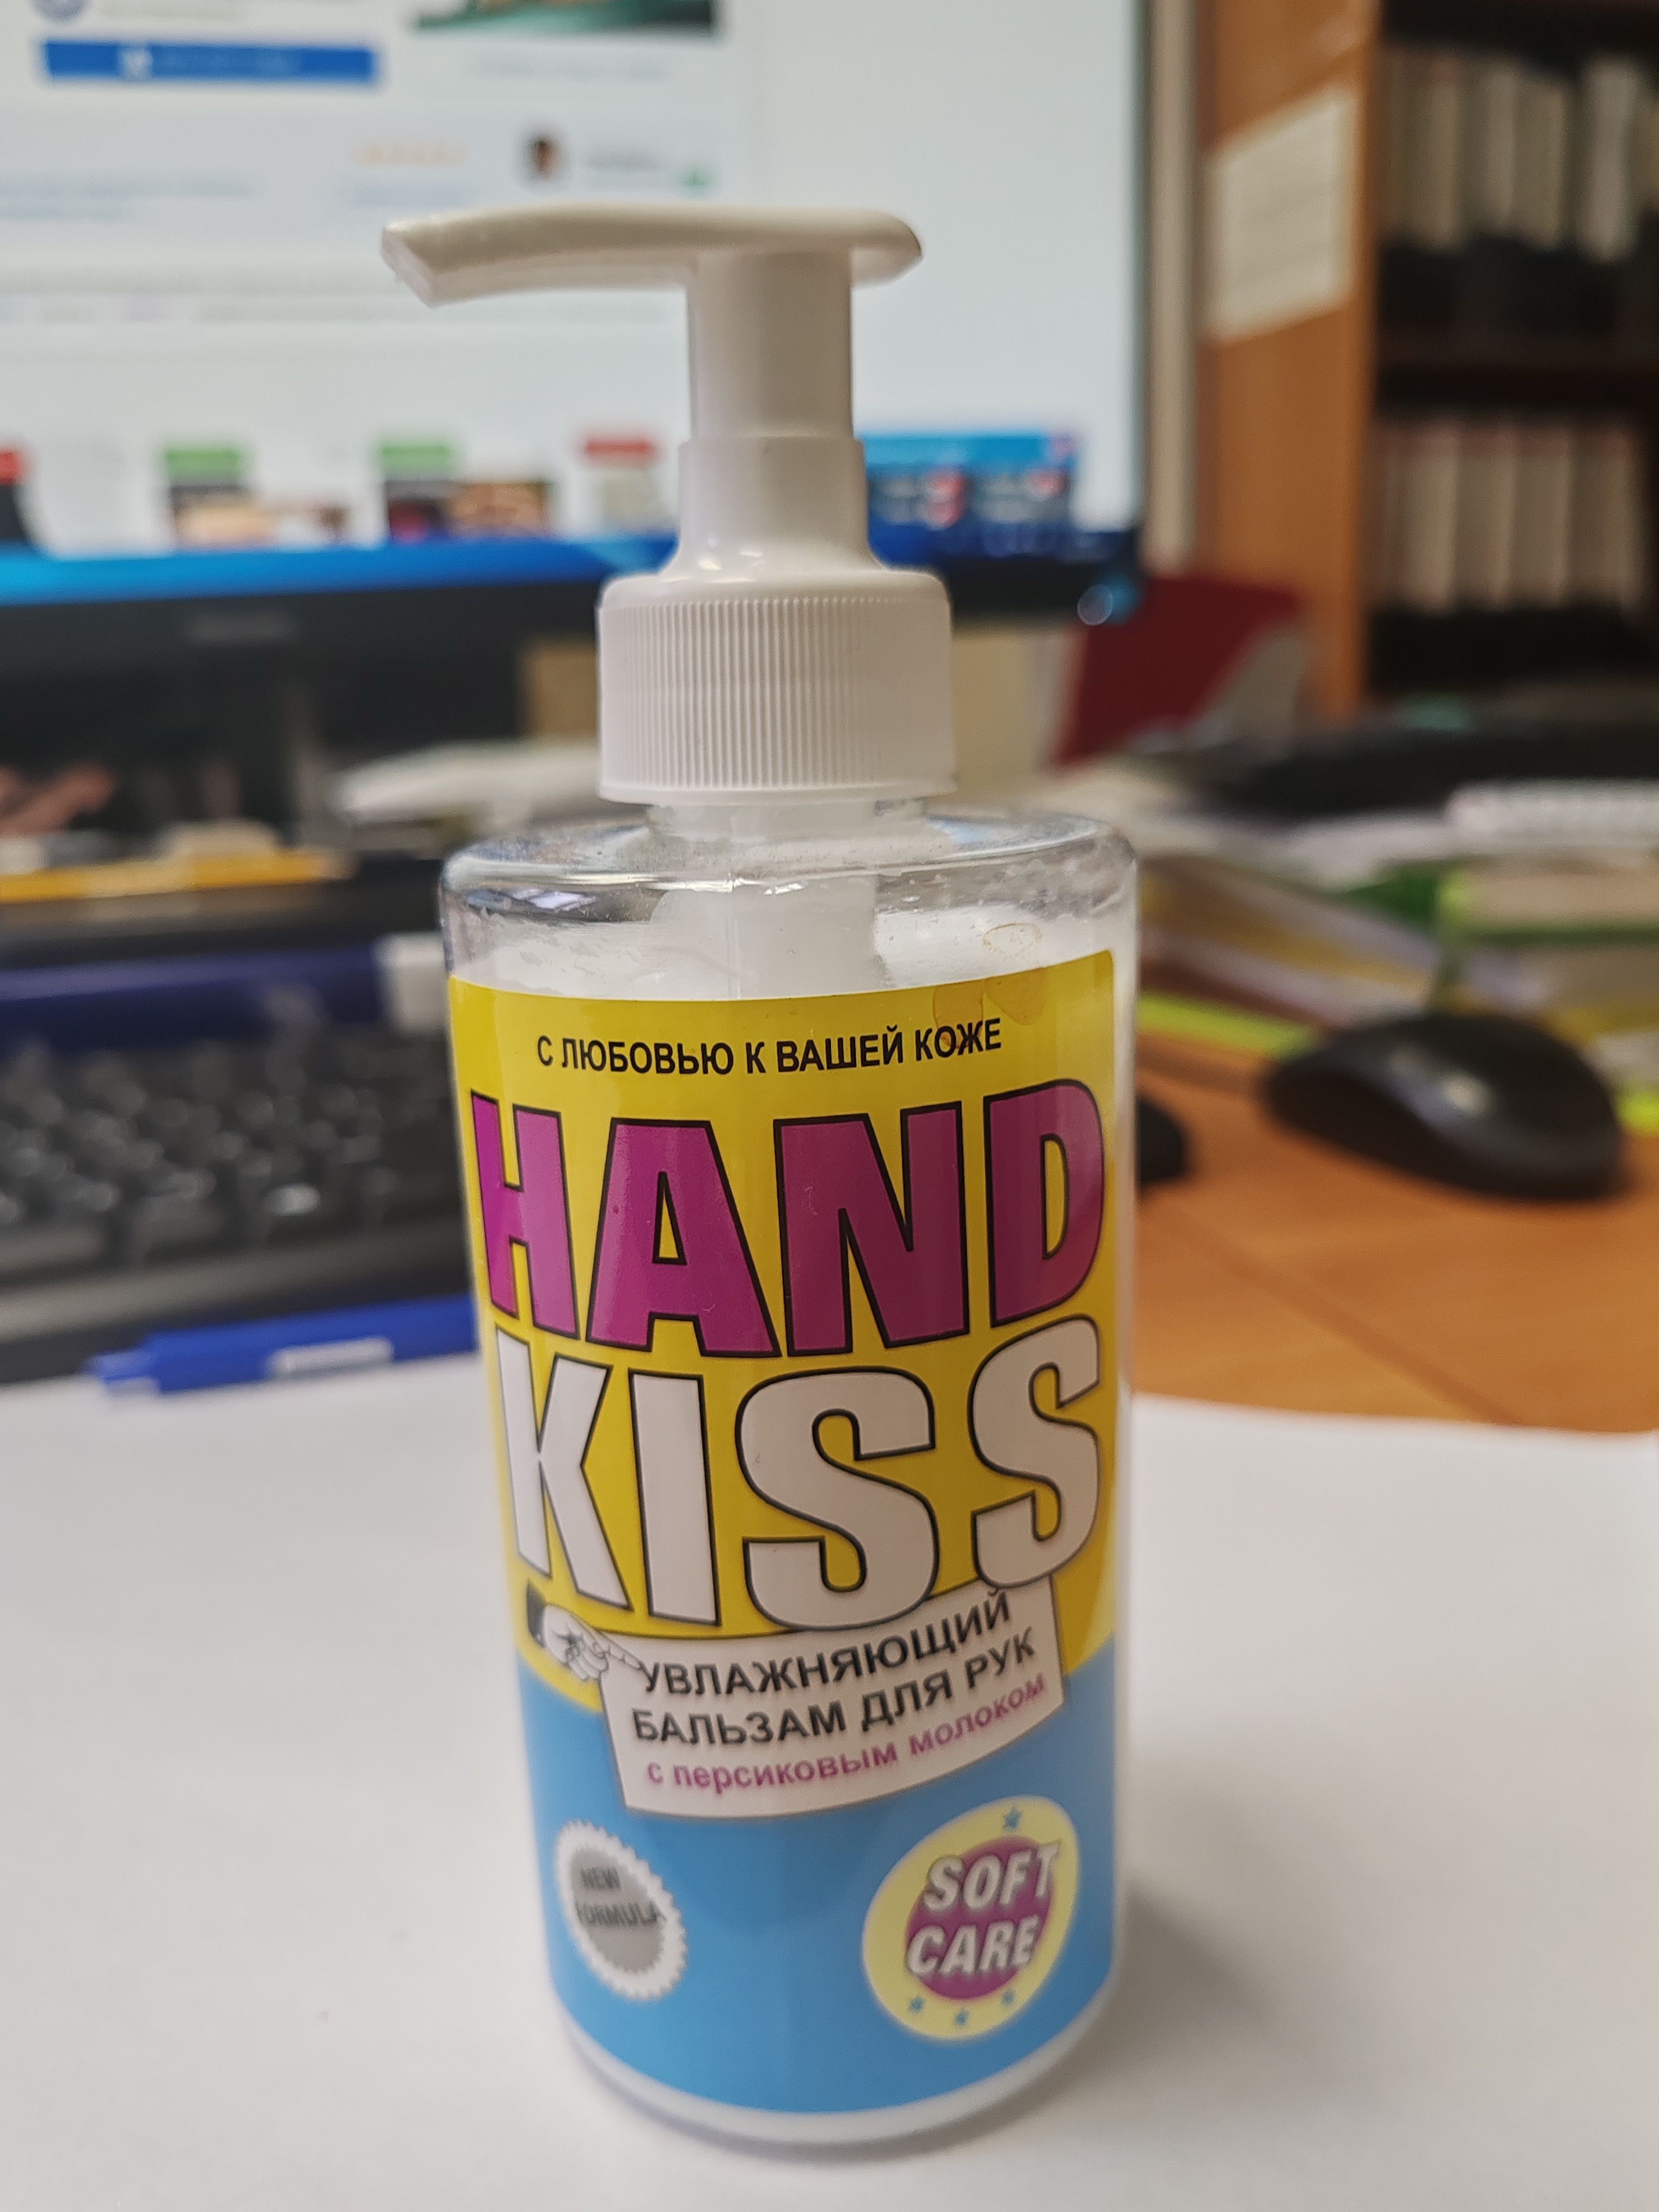 С ЛЮБОВЬЮ К ВАШЕЙ КОЖЕ
HAND
KISS
УВЛАЖНЯЮЩИЙ
БАЛЬЗАМ ДЛЯ РУК
с персиковым молоком
NEW
FORMULA
SOFT
CARE